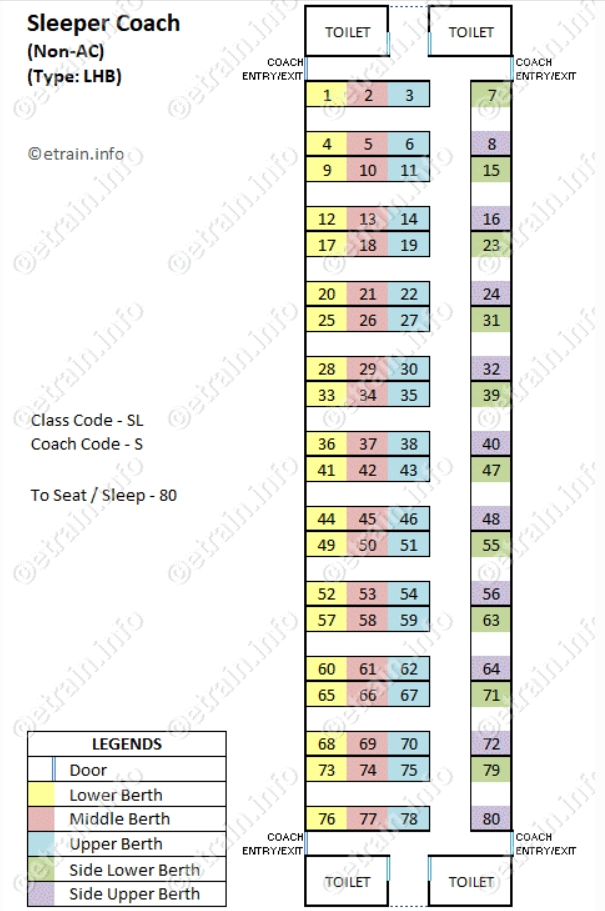 Sleeper Coach
(Non-AC)
(Type: LHB)
©etrain.info
TOILET TOILET
COACH ENTRY/EXIT
COACH ENTRY/EXIT
1 2 3 7
4 5 6 8
9 10 11 15
12 13 14 16
17 18 19 23
20 21 22 24
25 26 27 31
28 29 30 32
33 34 35 39
36 37 38 40
41 42 43 47
44 45 46 48
49 50 51 55
52 53 54 56
57 58 59 63
60 61 62 64
65 66 67 71
68 69 70 72
73 74 75 79
76 77 78 80
COACH ENTRY/EXIT
COACH ENTRY/EXIT
TOILET TOILET
Class Code - SL
Coach Code - S
To Seat / Sleep - 80
LEGENDS
Door
Lower Berth
Middle Berth
Upper Berth
Side Lower Berth
Side Upper Berth
©etrain.info